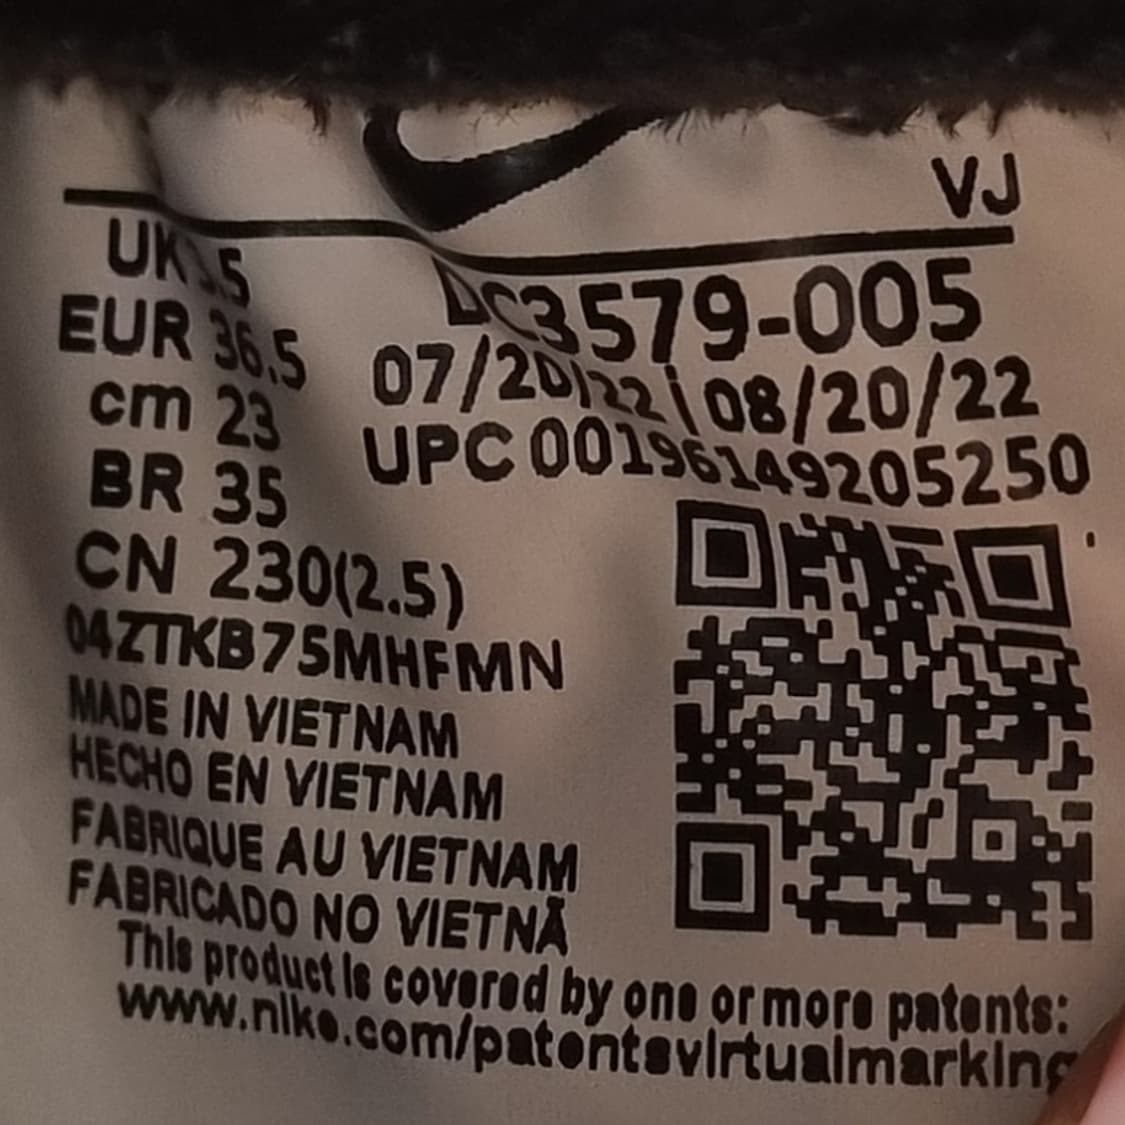 VJ
UK .5
DC3579-005
EUR 36.5
07/20/22 | 08/20/22
cm 23
UPC 00196149205250
BR 35
CN 230(2.5)
04ZTKB75MHFMN
MADE IN VIETNAM
HECHO EN VIETNAM
FABRIQUE AU VIETNAM
FABRICADO NO VIETNÃ
This product is covered by one or more patents:
www.nike.com/patentsvirtualmarking